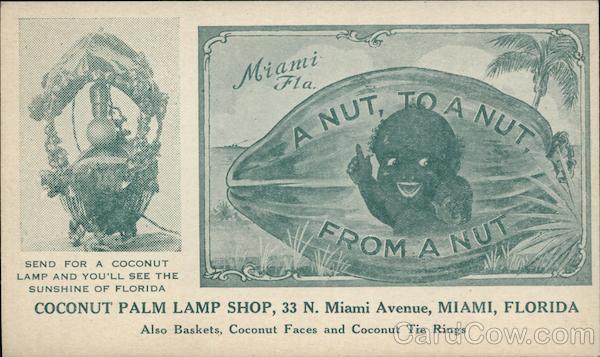 Miami
Fla.
A NUT, TO A NUT,
FROM A NUT
SEND FOR A COCONUT
LAMP AND YOU'LL SEE THE
SUNSHINE OF FLORIDA
COCONUT PALM LAMP SHOP, 33 N. Miami Avenue, MIAMI, FLORIDA
Also Baskets, Coconut Faces and Coconut Tie Rings
CardCow.com